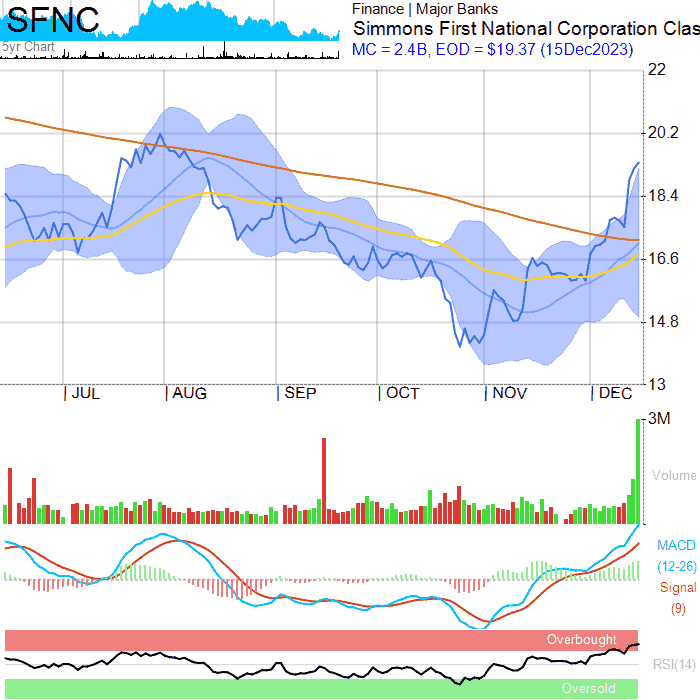 SFNC
5yr Chart
Finance | Major Banks
Simmons First National Corporation Clas
MC = 2.4B, EOD = $19.37 (15Dec2023)
22
20.2
18.4
16.6
14.8
13
JUL AUG SEP OCT NOV DEC
3M
Volume
MACD
(12-26)
Signal
(9)
Overbought
RSI(14)
Oversold